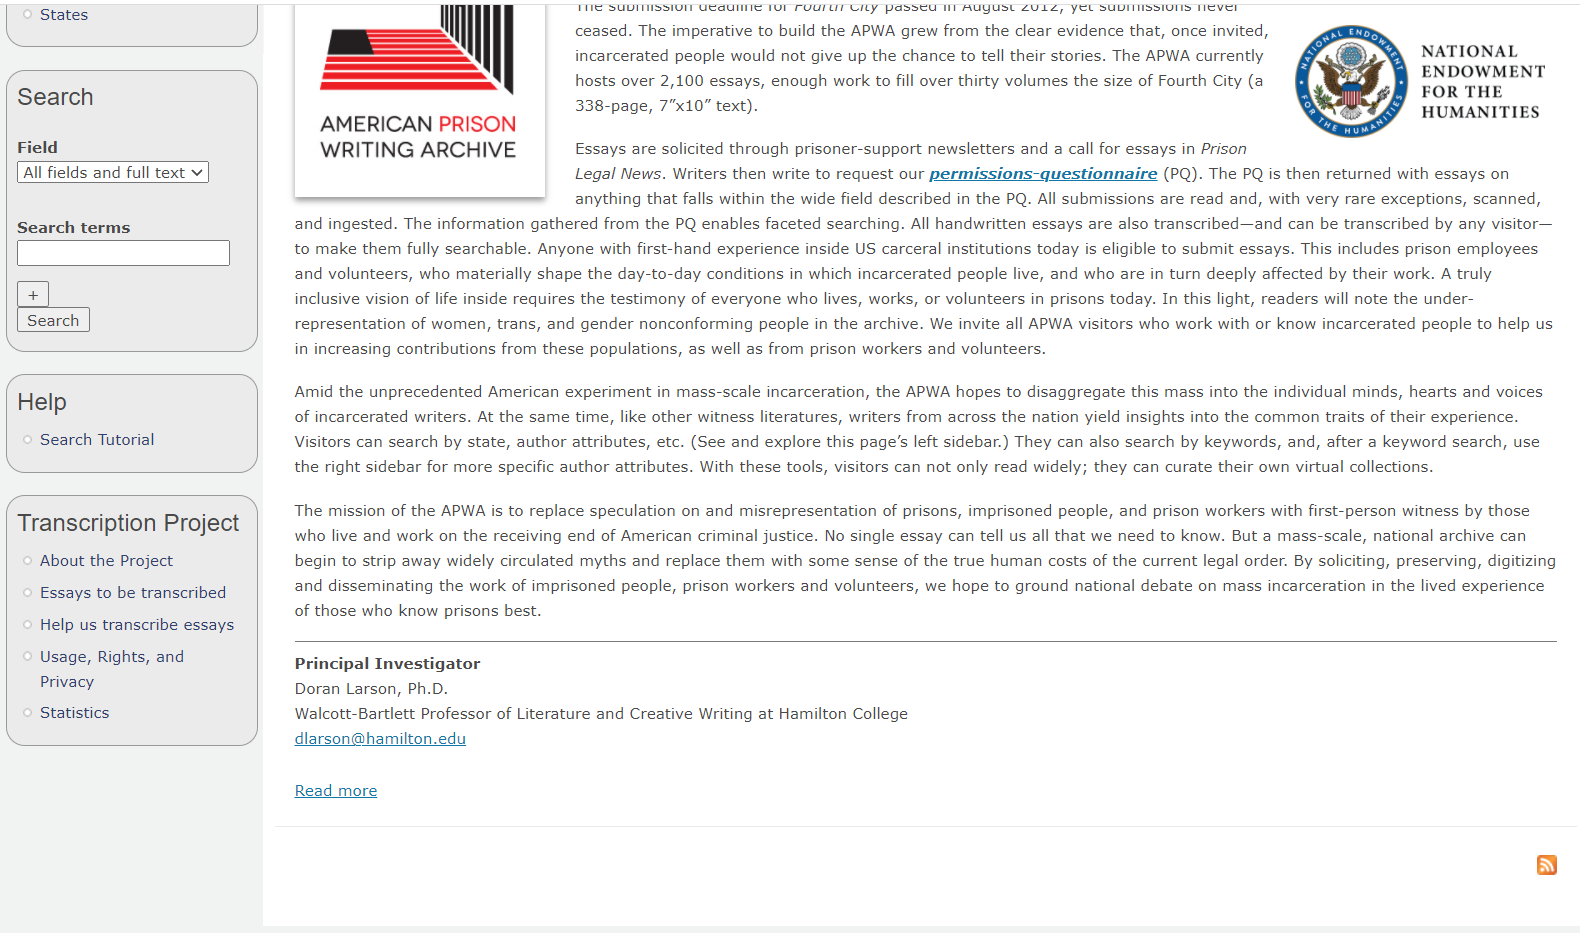 States
Search
Field
All fields and full text
Search terms
+
Search
Help
Search Tutorial
Transcription Project
About the Project
Essays to be transcribed
Help us transcribe essays
Usage, Rights, and
Privacy
Statistics
AMERICAN PRISON
WRITING ARCHIVE
The submission deadline for Fourth City passed in August 2012, yet submissions never
ceased. The imperative to build the APWA grew from the clear evidence that, once invited,
incarcerated people would not give up the chance to tell their stories. The APWA currently
hosts over 2,100 essays, enough work to fill over thirty volumes the size of Fourth City (a
338-page, 7”x10” text).
NATIONAL ENDOWMENT FOR THE HUMANITIES
NATIONAL
ENDOWMENT
FOR THE
HUMANITIES
Essays are solicited through prisoner-support newsletters and a call for essays in Prison
Legal News. Writers then write to request our permissions-questionnaire (PQ). The PQ is then returned with essays on
anything that falls within the wide field described in the PQ. All submissions are read and, with very rare exceptions, scanned,
and ingested. The information gathered from the PQ enables faceted searching. All handwritten essays are also transcribed—and can be transcribed by any visitor—
to make them fully searchable. Anyone with first-hand experience inside US carceral institutions today is eligible to submit essays. This includes prison employees
and volunteers, who materially shape the day-to-day conditions in which incarcerated people live, and who are in turn deeply affected by their work. A truly
inclusive vision of life inside requires the testimony of everyone who lives, works, or volunteers in prisons today. In this light, readers will note the under-
representation of women, trans, and gender nonconforming people in the archive. We invite all APWA visitors who work with or know incarcerated people to help us
in increasing contributions from these populations, as well as from prison workers and volunteers.
Amid the unprecedented American experiment in mass-scale incarceration, the APWA hopes to disaggregate this mass into the individual minds, hearts and voices
of incarcerated writers. At the same time, like other witness literatures, writers from across the nation yield insights into the common traits of their experience.
Visitors can search by state, author attributes, etc. (See and explore this page’s left sidebar.) They can also search by keywords, and, after a keyword search, use
the right sidebar for more specific author attributes. With these tools, visitors can not only read widely; they can curate their own virtual collections.
The mission of the APWA is to replace speculation on and misrepresentation of prisons, imprisoned people, and prison workers with first-person witness by those
who live and work on the receiving end of American criminal justice. No single essay can tell us all that we need to know. But a mass-scale, national archive can
begin to strip away widely circulated myths and replace them with some sense of the true human costs of the current legal order. By soliciting, preserving, digitizing
and disseminating the work of imprisoned people, prison workers and volunteers, we hope to ground national debate on mass incarceration in the lived experience
of those who know prisons best.
Principal Investigator
Doran Larson, Ph.D.
Walcott-Bartlett Professor of Literature and Creative Writing at Hamilton College
dlarson@hamilton.edu
Read more